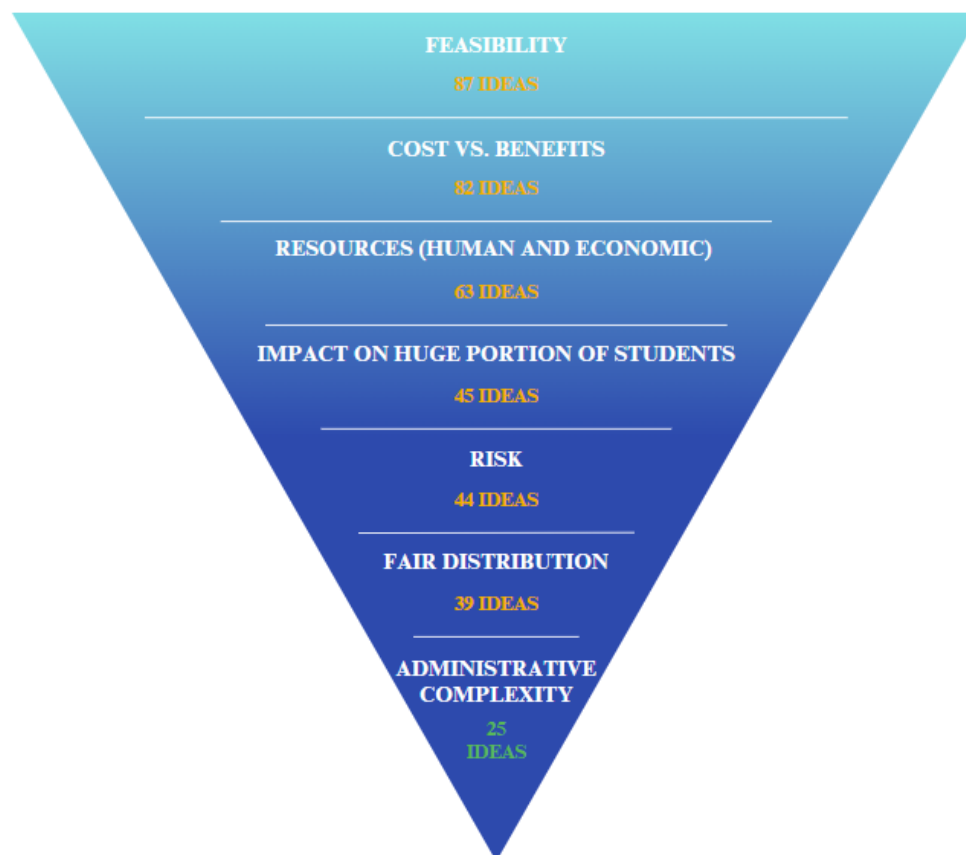 FEASIBILITY
87 IDEAS
COST VS. BENEFITS
82 IDEAS
RESOURCES (HUMAN AND ECONOMIC)
63 IDEAS
IMPACT ON HUGE PORTION OF STUDENTS
45 IDEAS
RISK
44 IDEAS
FAIR DISTRIBUTION
39 IDEAS
ADMINISTRATIVE
COMPLEXITY
25
IDEAS